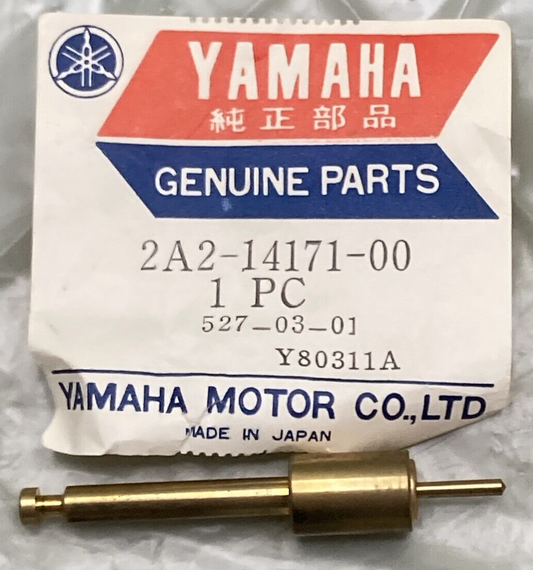 YAMAHA
純正部品
GENUINE PARTS
2A2-14171-00
1 PC
527-03-01
Y80311A
YAMAHA MOTOR CO.,LTD
MADE IN JAPAN